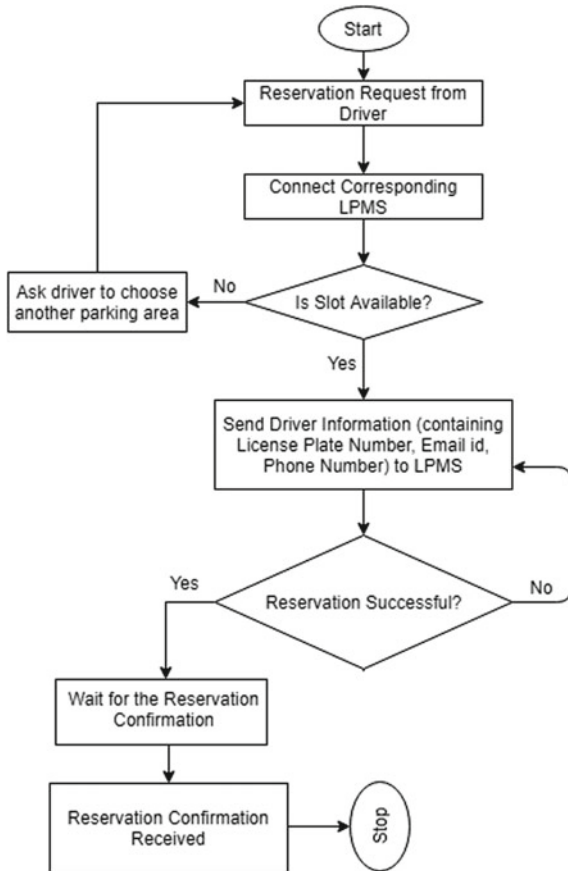 Start
Reservation Request from
Driver
Connect Corresponding
LPMS
Is Slot Available?
No
Ask driver to choose
another parking area
Yes
Send Driver Information (containing
License Plate Number, Email id,
Phone Number) to LPMS
Reservation Successful?
Yes
No
Wait for the Reservation
Confirmation
Reservation Confirmation
Received
Stop